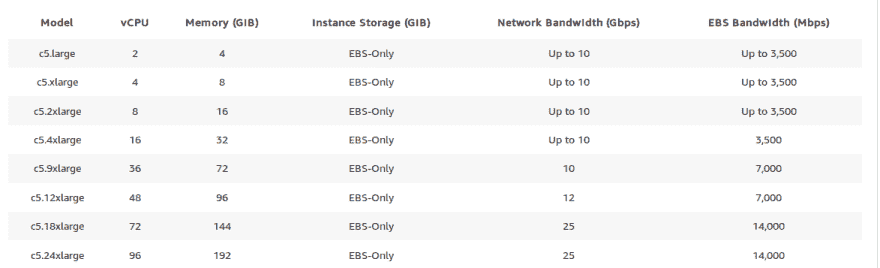 Model vCPU Memory (GIB) Instance Storage (GIB) Network Bandwidth (Gbps) EBS Bandwidth (Mbps)
c5.large 2 4 EBS-Only Up to 10 Up to 3,500
c5.xlarge 4 8 EBS-Only Up to 10 Up to 3,500
c5.2xlarge 8 16 EBS-Only Up to 10 Up to 3,500
c5.4xlarge 16 32 EBS-Only Up to 10 3,500
c5.9xlarge 36 72 EBS-Only 10 7,000
c5.12xlarge 48 96 EBS-Only 12 7,000
c5.18xlarge 72 144 EBS-Only 25 14,000
c5.24xlarge 96 192 EBS-Only 25 14,000